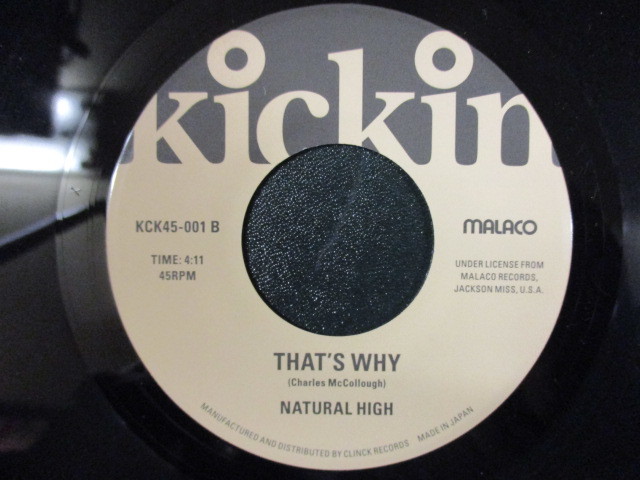 kickin
KCK45-001 B
TIME: 4:11
45RPM
MALACO
UNDER LICENSE FROM
MALACO RECORDS,
JACKSON MISS, U.S.A.
THAT'S WHY
(Charles McCollough)
NATURAL HIGH
MANUFACTURED AND DISTRIBUTED BY CLINCK RECORDS MADE IN JAPAN